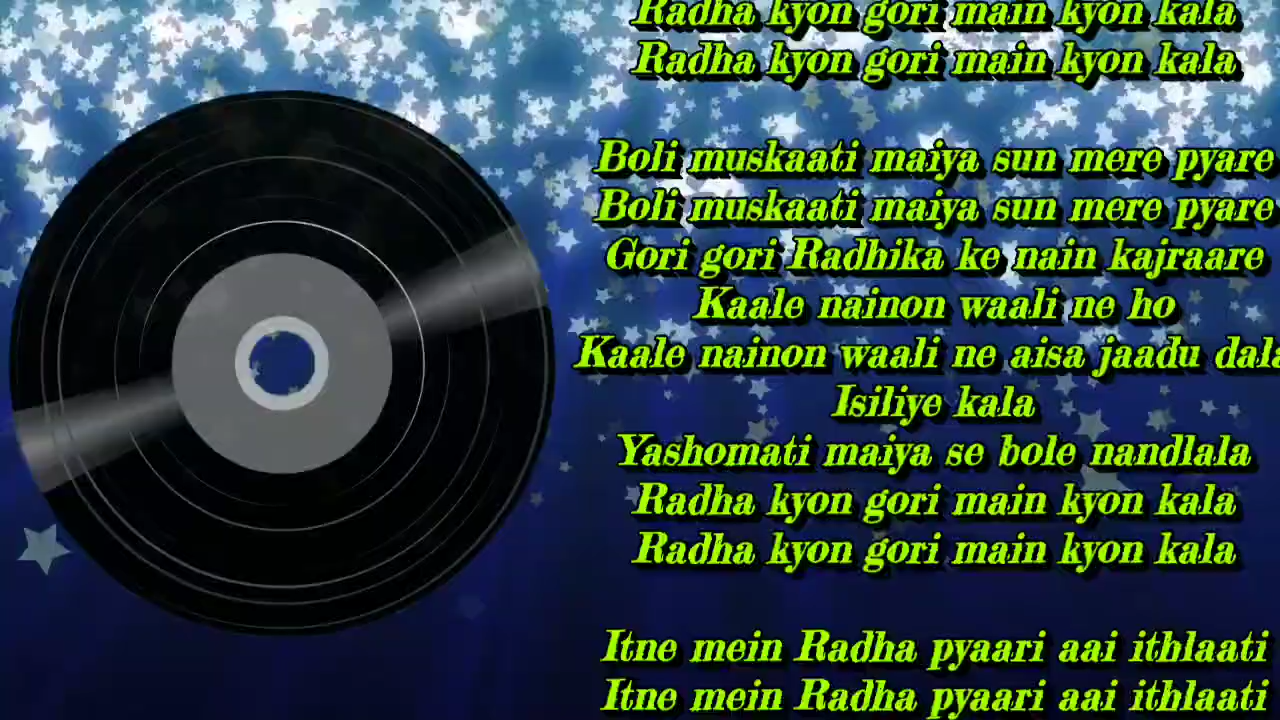 Radha kyon gori main kyon kala
Radha kyon gori main kyon kala
Boli muskaati maiya sun mere pyare
Boli muskaati maiya sun mere pyare
Gori gori Radhika ke nain kajraare
Kaale nainon waali ne ho
Kaale nainon waali ne aisa jaadu dala
Isiliye kala
Yashomati maiya se bole nandlala
Radha kyon gori main kyon kala
Radha kyon gori main kyon kala
Itne mein Radha pyaari aai ithlaati
Itne mein Radha pyaari aai ithlaati